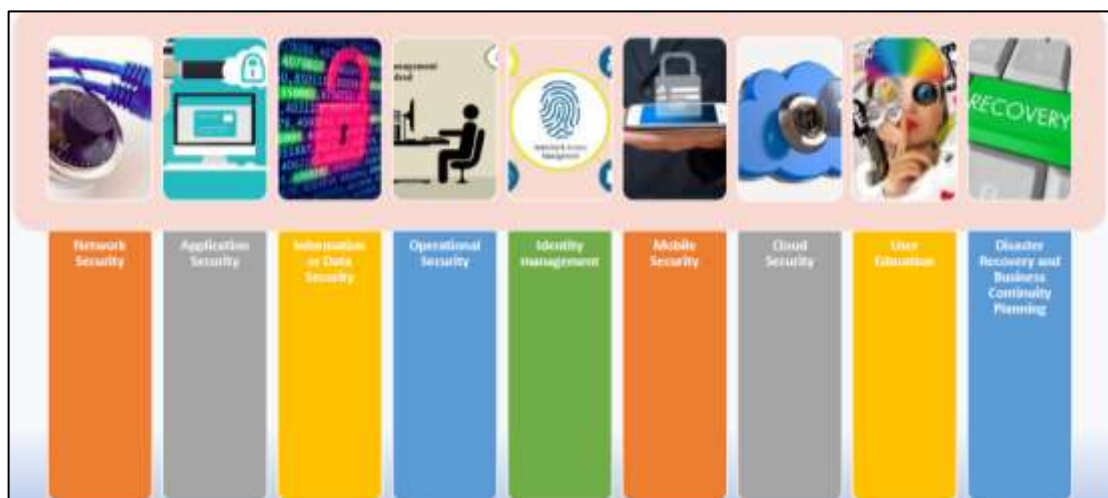 RECOVERY
Network
Security
Application
Security
Information
or Data
Security
Operational
Security
Identity
management
Mobile
Security
Cloud
Security
User
Education
Disaster
Recovery and
Business
Continuity
Planning